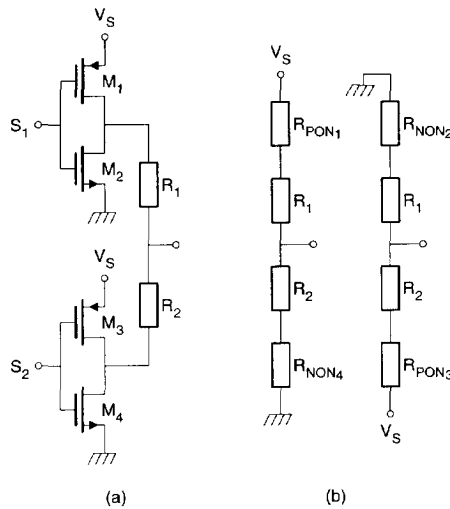 V_S
M_1
S_1
M_2
R_1
V_S
R_2
M_3
S_2
M_4
(a)
V_S
R_PON1
R_NON2
R_1
R_1
R_2
R_2
R_NON4
R_PON3
V_S
(b)